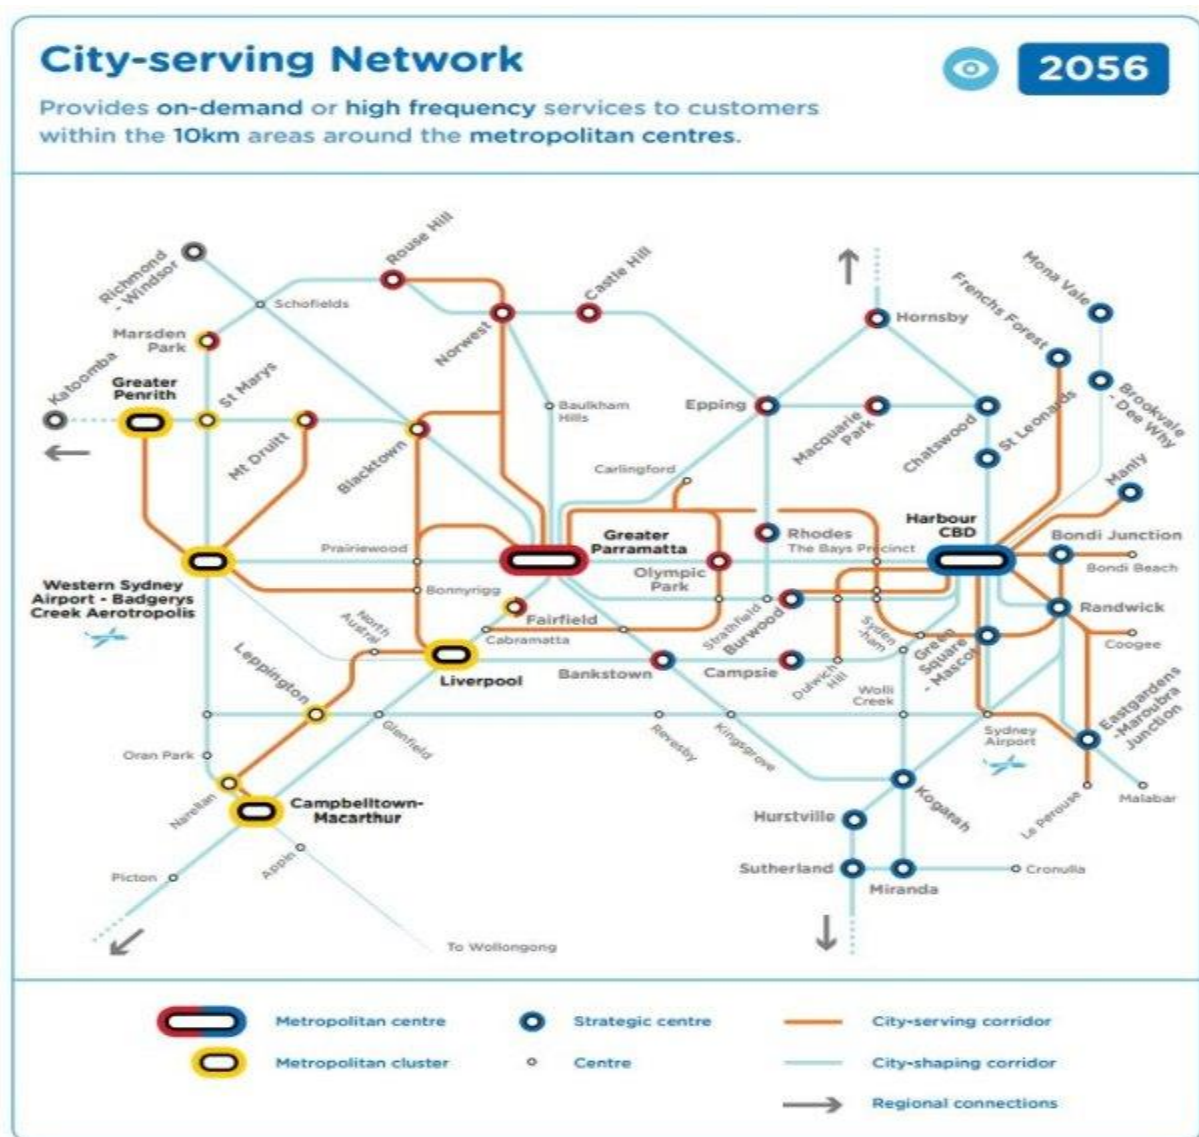 City-serving Network
2056
Provides on-demand or high frequency services to customers
within the 10km areas around the metropolitan centres.
Richmond
- Windsor
Rouse Hill
Castle Hill
Mona Vale
Frenchs Forest
Schofields
Hornsby
Marsden
Park
Norwest
Katoomba
Greater
Penrith
St Marys
Baulkham
Hills
Epping
Macquarie
Park
Chatswood
St Leonards
Brookvale
- Dee Why
Mt Druitt
Blacktown
Carlingford
Manly
Harbour
CBD
Greater
Parramatta
Rhodes
The Bays Precinct
Bondi Junction
Bondi Beach
Prairiewood
Olympic
Park
Western Sydney
Airport - Badgerys
Creek Aerotropolis
Bonnyrigg
Fairfield
Cabramatta
Strathfield
Burwood
Randwick
North
Austral
Syden
-ham
Green
Square
- Mascot
Coogee
Leppington
Liverpool
Bankstown
Campsie
Dulwich
Hill
Wolli
Creek
Eastgardens
-Maroubra
Junction
Glenfield
Revesby
Kingsgrove
Sydney
Airport
Oran Park
Narellan
Campbelltown-
Macarthur
Kogarah
Le Perouse
Malabar
Hurstville
Appin
Picton
Sutherland
Miranda
Cronulla
To Wollongong
Metropolitan centre
Strategic centre
City-serving corridor
Metropolitan cluster
Centre
City-shaping corridor
Regional connections